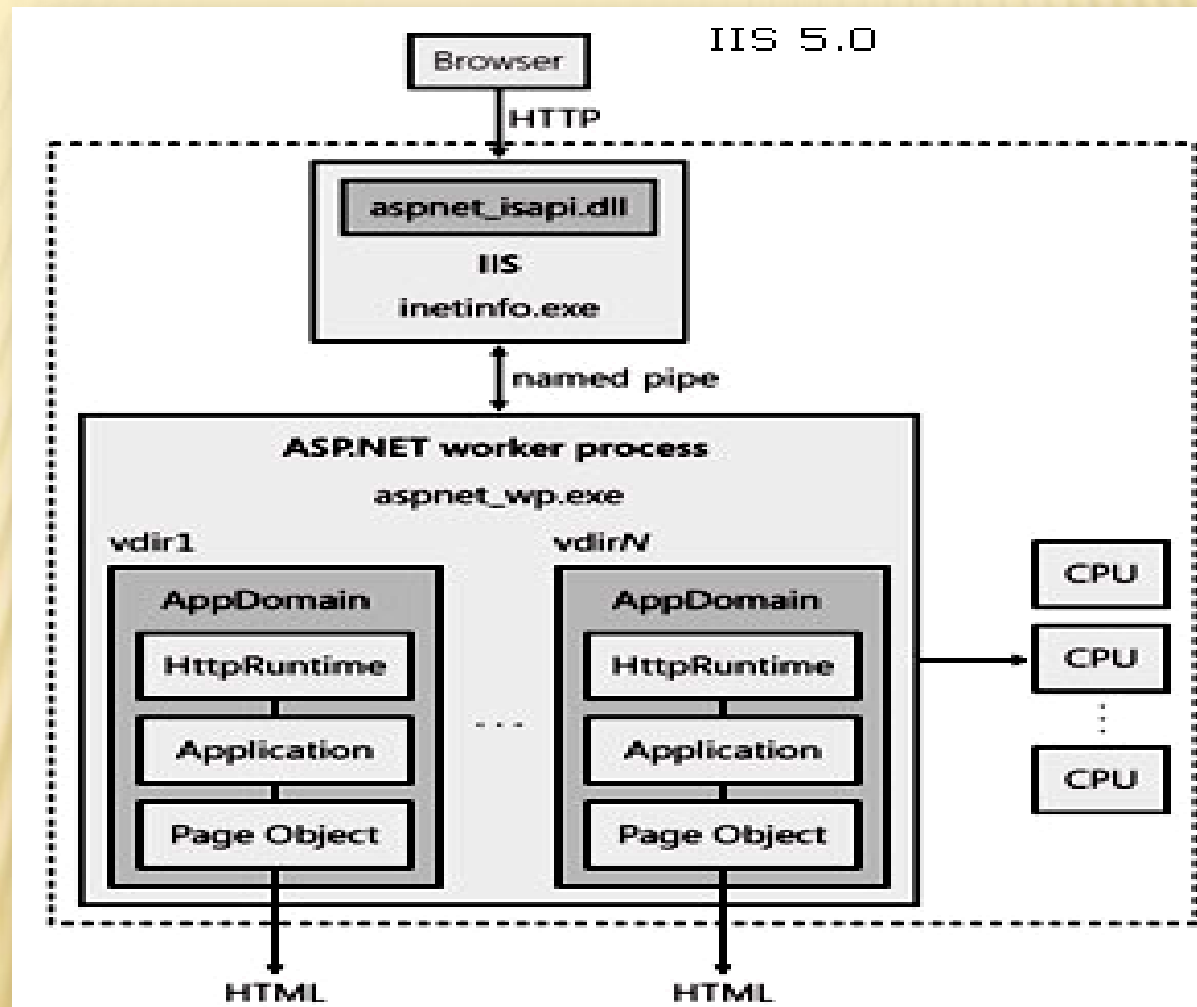 IIS 5.0
Browser
HTTP
aspnet_isapi.dll
IIS
inetinfo.exe
named pipe
ASP.NET worker process
aspnet_wp.exe
vdir1
AppDomain
HttpRuntime
Application
Page Object
. . .
vdirN
AppDomain
HttpRuntime
Application
Page Object
CPU
CPU
CPU
HTML
HTML